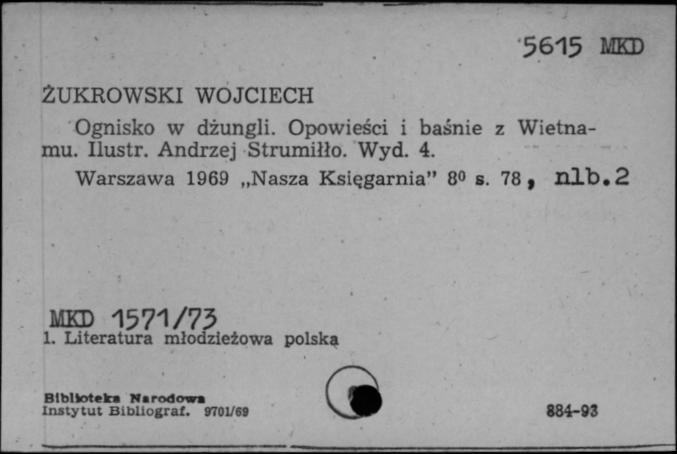 5615 MKD
ŻUKROWSKI WOJCIECH
Ognisko w dżungli. Opowieści i baśnie z Wietna-
mu. Ilustr. Andrzej Strumiłło. Wyd. 4.
Warszawa 1969 „Nasza Księgarnia” 8⁰ s. 78, nlb.2
MKD 1571/73
1. Literatura młodzieżowa polska
Biblioteka Narodowa
Instytut Bibliograf. 9701/69
884-93